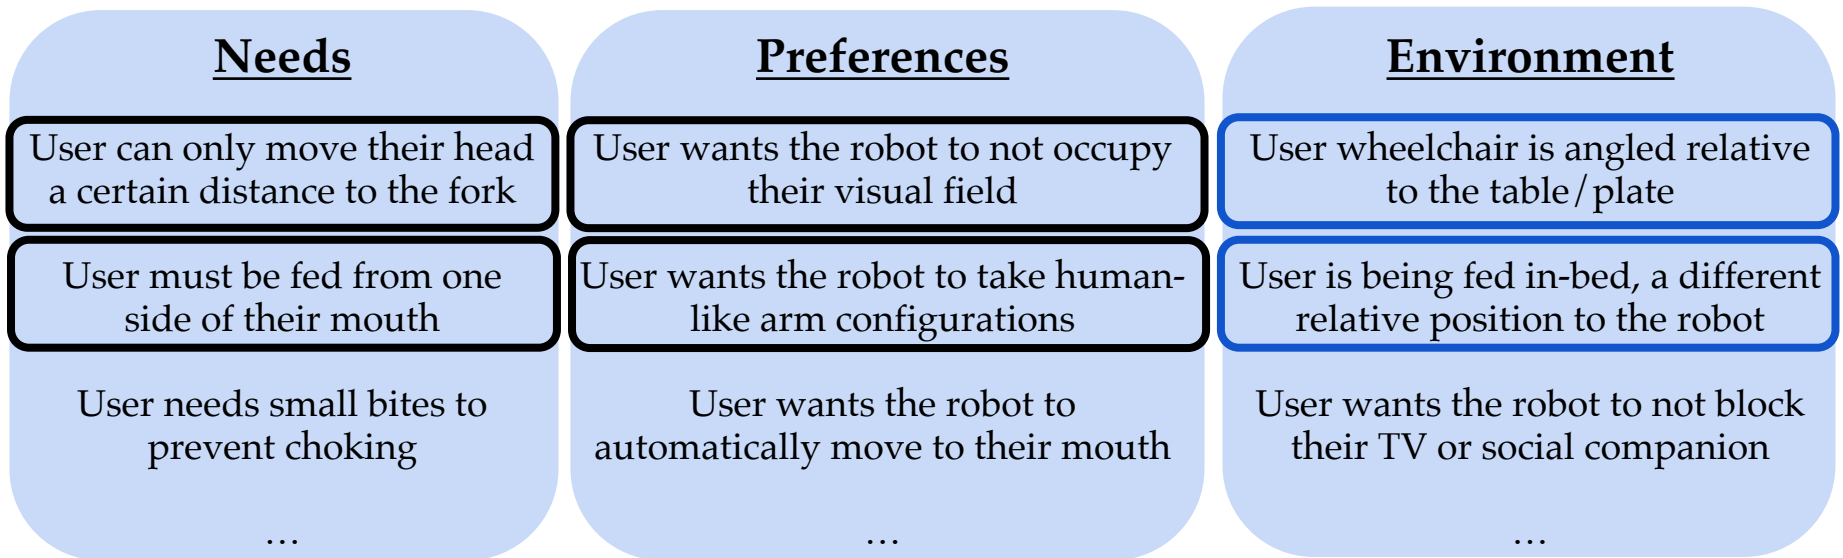 Needs
User can only move their head
a certain distance to the fork
User must be fed from one
side of their mouth
User needs small bites to
prevent choking
…
Preferences
User wants the robot to not occupy
their visual field
User wants the robot to take human-
like arm configurations
User wants the robot to
automatically move to their mouth
…
Environment
User wheelchair is angled relative
to the table/plate
User is being fed in-bed, a different
relative position to the robot
User wants the robot to not block
their TV or social companion
…